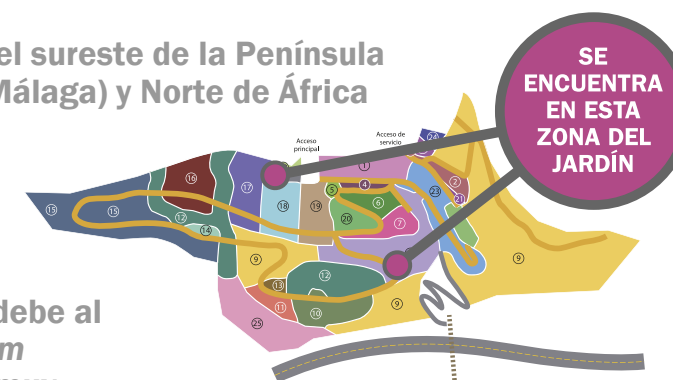 el sureste de la Península
Málaga) y Norte de África
SE
ENCUENTRA
EN ESTA
ZONA DEL
JARDÍN
Acceso
principal
Acceso de
servicio
24
1
16
17
4
5
2
23
21
6
15
15
18
19
12
20
7
14
9
12
9
13
11
10
9
25
debe al
m